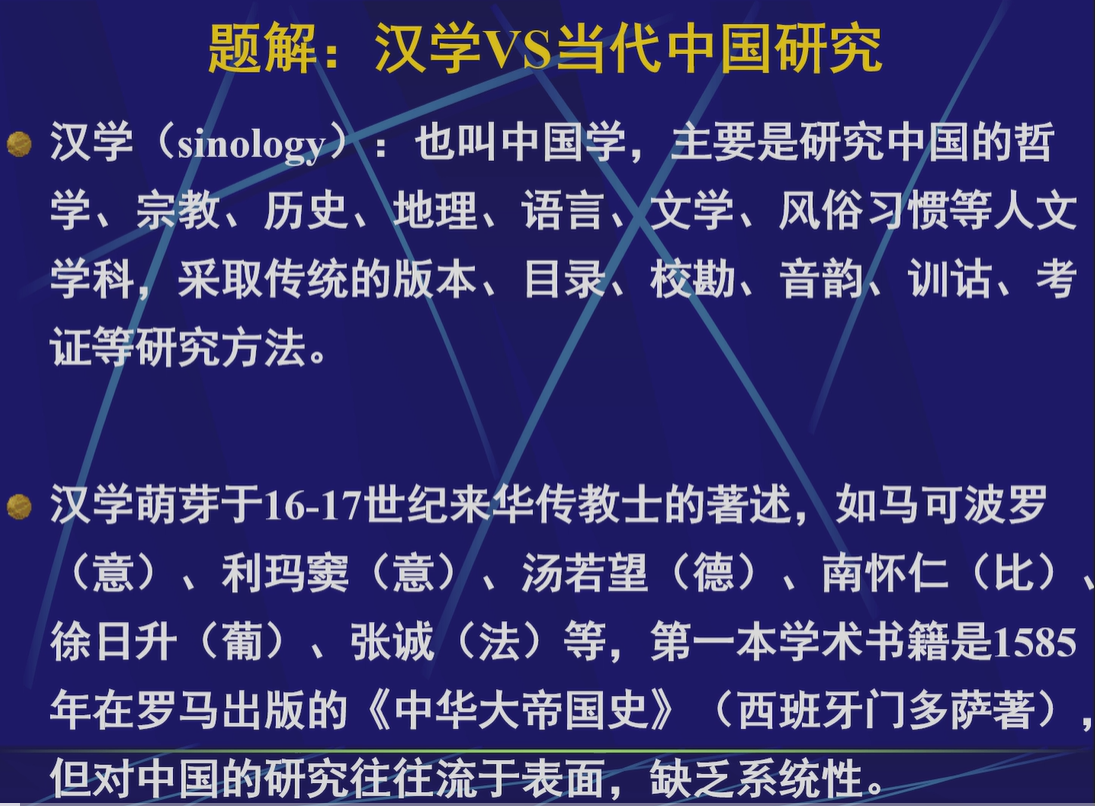 题解：汉学VS当代中国研究
汉学（sinology）：也叫中国学，主要是研究中国的哲
学、宗教、历史、地理、语言、文学、风俗习惯等人文
学科，采取传统的版本、目录、校勘、音韵、训诂、考
证等研究方法。
汉学萌芽于16-17世纪来华传教士的著述，如马可波罗
（意）、利玛窦（意）、汤若望（德）、南怀仁（比）、
徐日升（葡）、张诚（法）等，第一本学术书籍是1585
年在罗马出版的《中华大帝国史》（西班牙门多萨著），
但对中国的研究往往流于表面，缺乏系统性。